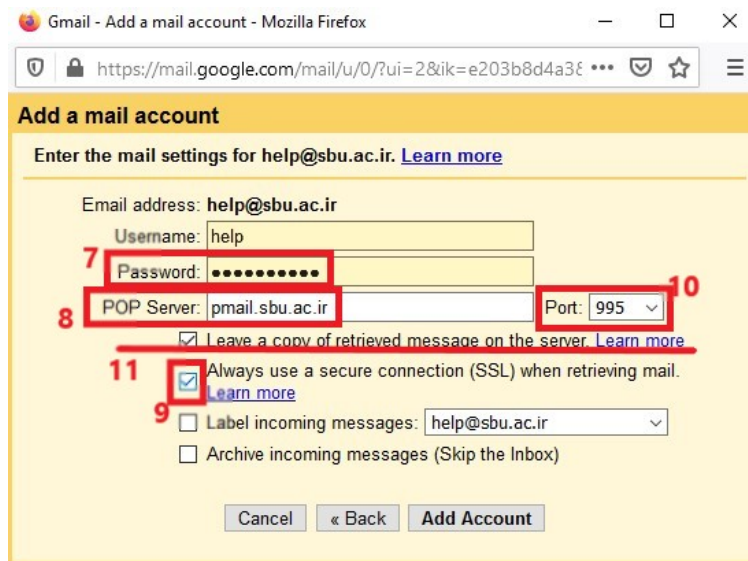 Gmail - Add a mail account - Mozilla Firefox
https://mail.google.com/mail/u/0/?ui=2&ik=e203b8d4a38
Add a mail account
Enter the mail settings for help@sbu.ac.ir. Learn more
Email address: help@sbu.ac.ir
Username: help
7 Password: ●●●●●●●●●●
8 POP Server: pmail.sbu.ac.ir Port: 995 10
Leave a copy of retrieved message on the server. Learn more
11 Always use a secure connection (SSL) when retrieving mail.
Learn more
9 Label incoming messages: help@sbu.ac.ir
Archive incoming messages (Skip the Inbox)
Cancel « Back Add Account